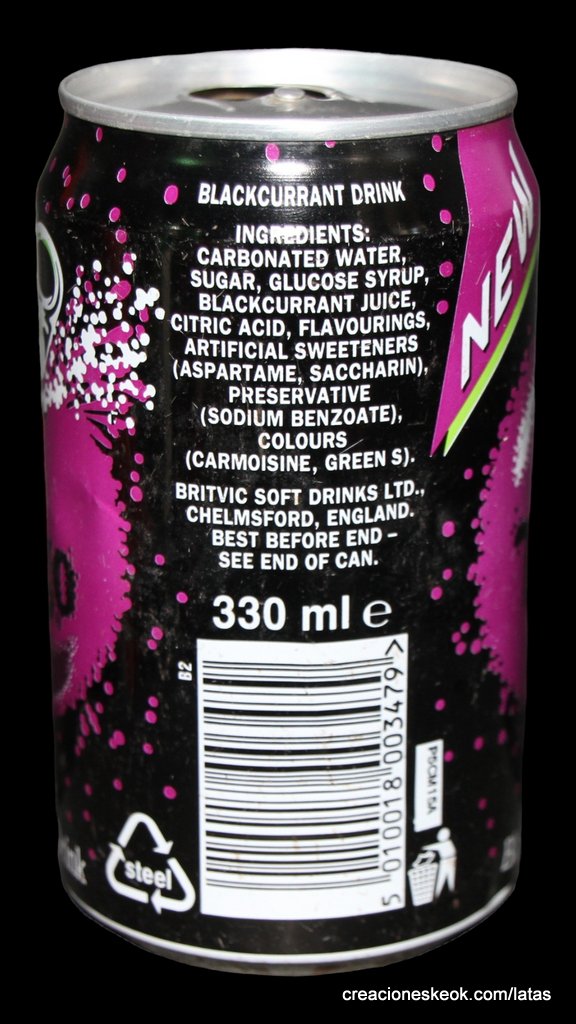 BLACKCURRANT DRINK
INGREDIENTS:
CARBONATED WATER,
SUGAR, GLUCOSE SYRUP,
BLACKCURRANT JUICE,
CITRIC ACID, FLAVOURINGS,
ARTIFICIAL SWEETENERS
(ASPARTAME, SACCHARIN),
PRESERVATIVE
(SODIUM BENZOATE),
COLOURS
(CARMOISINE, GREEN S).
BRITVIC SOFT DRINKS LTD.,
CHELMSFORD, ENGLAND.
BEST BEFORE END –
SEE END OF CAN.
330 ml e
NEW
B2
5 010018 003479 >
steel
creacioneskeok.com/latas